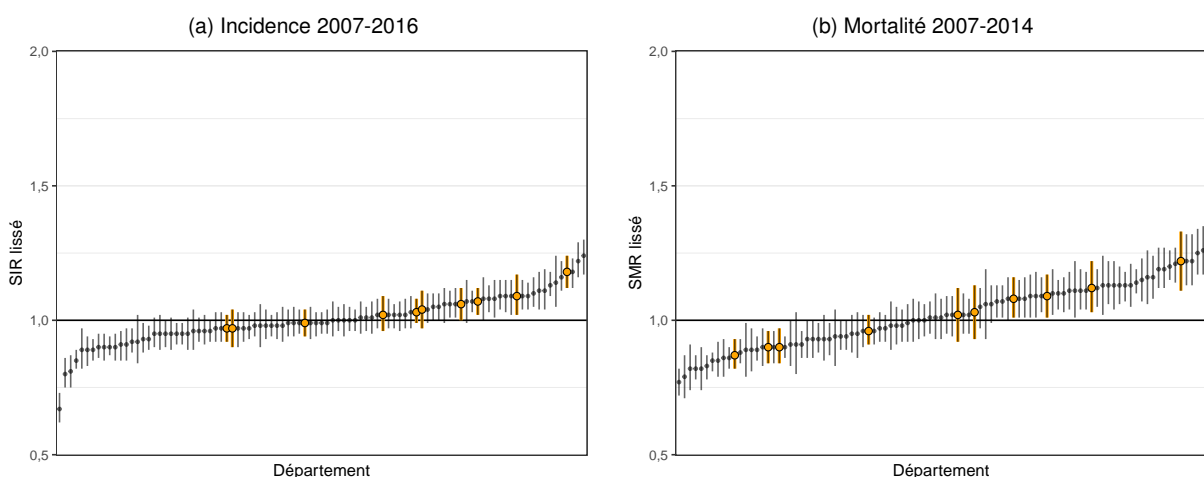 (a) Incidence 2007-2016
2,0
1,5
1,0
0,5
SIR lissé
Département
(b) Mortalité 2007-2014
2,0
1,5
1,0
0,5
SMR lissé
Département